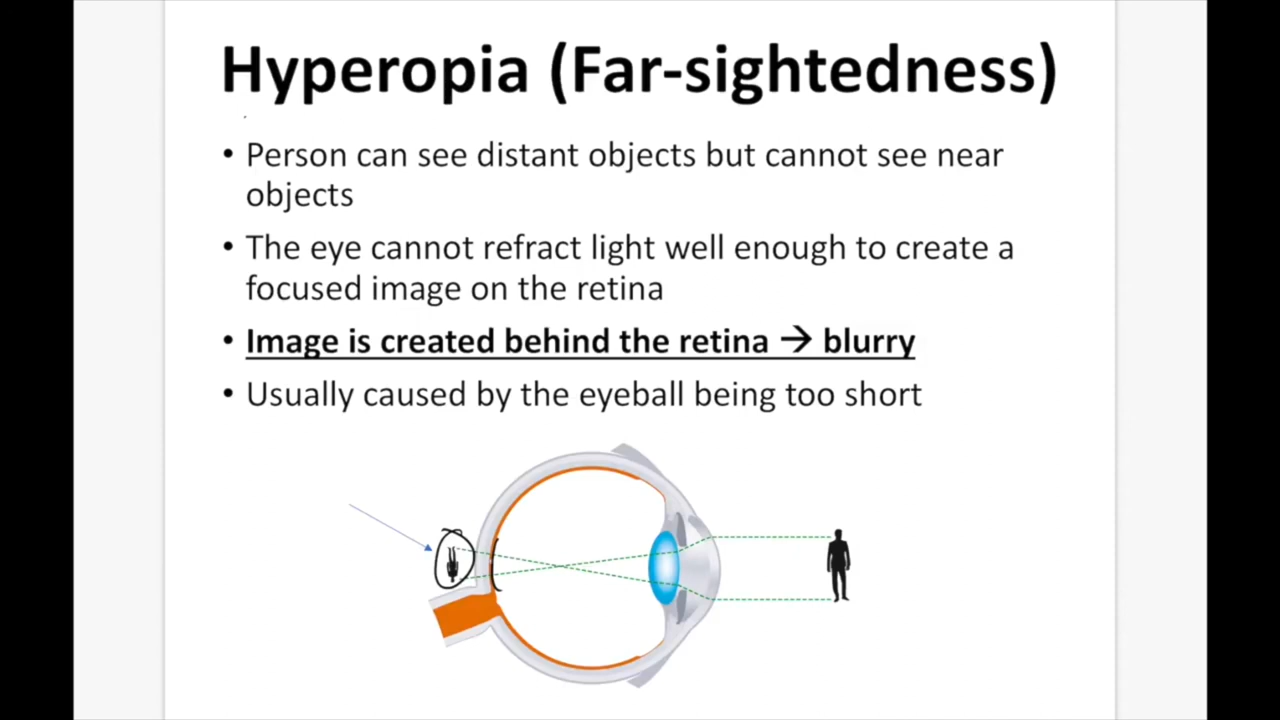 Hyperopia (Far-sightedness)
• Person can see distant objects but cannot see near
objects
• The eye cannot refract light well enough to create a
focused image on the retina
• Image is created behind the retina → blurry
• Usually caused by the eyeball being too short